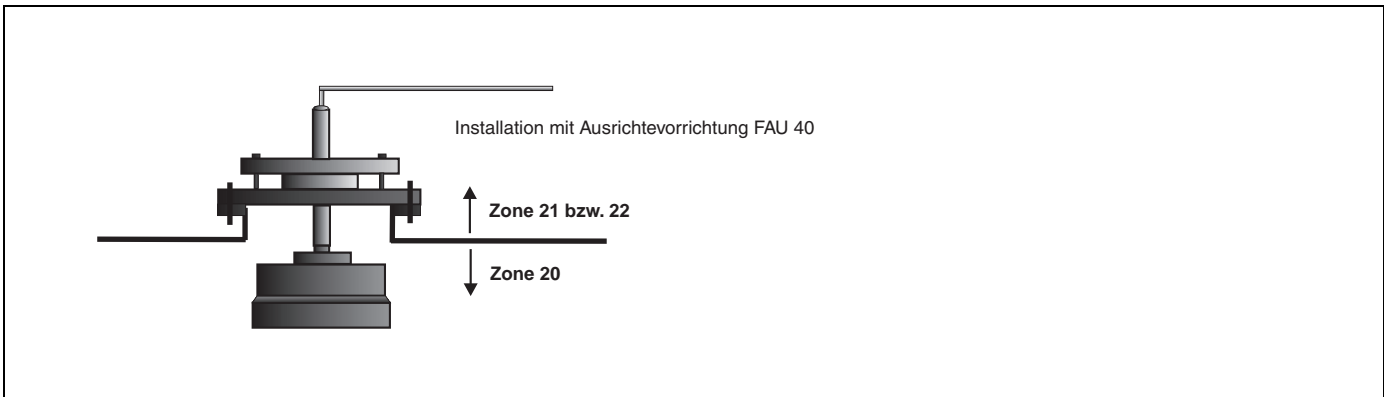 Installation mit Ausrichtevorrichtung FAU 40
Zone 21 bzw. 22
Zone 20